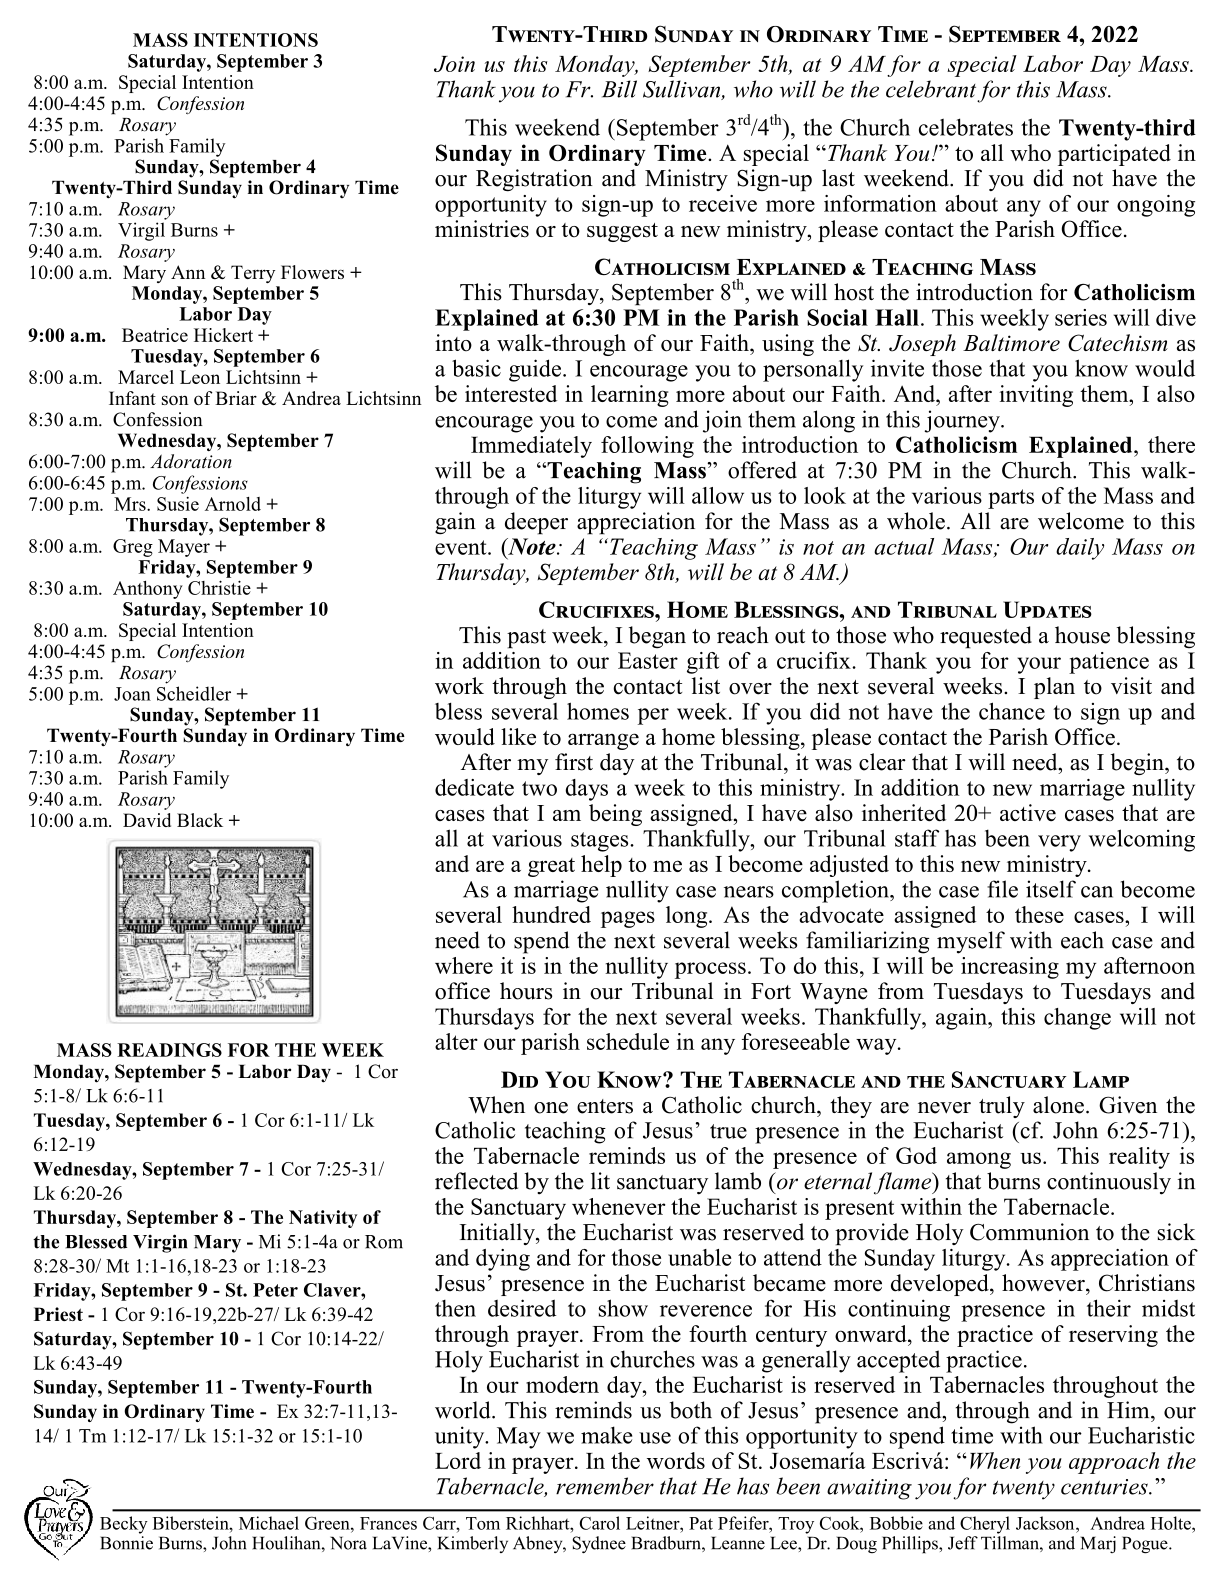 MASS INTENTIONS
Saturday, September 3
8:00 a.m. Special Intention
4:00-4:45 p.m. Confession
4:35 p.m. Rosary
5:00 p.m. Parish Family
Sunday, September 4
Twenty-Third Sunday in Ordinary Time
7:10 a.m. Rosary
7:30 a.m. Virgil Burns +
9:40 a.m. Rosary
10:00 a.m. Mary Ann & Terry Flowers +
Monday, September 5
Labor Day
9:00 a.m. Beatrice Hickert +
Tuesday, September 6
8:00 a.m. Marcel Leon Lichtsinn +
Infant son of Briar & Andrea Lichtsinn
8:30 a.m. Confession
Wednesday, September 7
6:00-7:00 p.m. Adoration
6:00-6:45 p.m. Confessions
7:00 p.m. Mrs. Susie Arnold +
Thursday, September 8
8:00 a.m. Greg Mayer +
Friday, September 9
8:30 a.m. Anthony Christie +
Saturday, September 10
8:00 a.m. Special Intention
4:00-4:45 p.m. Confession
4:35 p.m. Rosary
5:00 p.m. Joan Scheidler +
Sunday, September 11
Twenty-Fourth Sunday in Ordinary Time
7:10 a.m. Rosary
7:30 a.m. Parish Family
9:40 a.m. Rosary
10:00 a.m. David Black +
MASS READINGS FOR THE WEEK
Monday, September 5 - Labor Day - 1 Cor
5:1-8/ Lk 6:6-11
Tuesday, September 6 - 1 Cor 6:1-11/ Lk
6:12-19
Wednesday, September 7 - 1 Cor 7:25-31/
Lk 6:20-26
Thursday, September 8 - The Nativity of
the Blessed Virgin Mary - Mi 5:1-4a or Rom
8:28-30/ Mt 1:1-16,18-23 or 1:18-23
Friday, September 9 - St. Peter Claver,
Priest - 1 Cor 9:16-19,22b-27/ Lk 6:39-42
Saturday, September 10 - 1 Cor 10:14-22/
Lk 6:43-49
Sunday, September 11 - Twenty-Fourth
Sunday in Ordinary Time - Ex 32:7-11,13-
14/ 1 Tm 1:12-17/ Lk 15:1-32 or 15:1-10
TWENTY-THIRD SUNDAY IN ORDINARY TIME - SEPTEMBER 4, 2022
Join us this Monday, September 5th, at 9 AM for a special Labor Day Mass.
Thank you to Fr. Bill Sullivan, who will be the celebrant for this Mass.
This weekend (September 3rd/4th), the Church celebrates the Twenty-third
Sunday in Ordinary Time. A special “Thank You!” to all who participated in
our Registration and Ministry Sign-up last weekend. If you did not have the
opportunity to sign-up to receive more information about any of our ongoing
ministries or to suggest a new ministry, please contact the Parish Office.
CATHOLICISM EXPLAINED & TEACHING MASS
This Thursday, September 8th, we will host the introduction for Catholicism
Explained at 6:30 PM in the Parish Social Hall. This weekly series will dive
into a walk-through of our Faith, using the St. Joseph Baltimore Catechism as
a basic guide. I encourage you to personally invite those that you know would
be interested in learning more about our Faith. And, after inviting them, I also
encourage you to come and join them along in this journey.
Immediately following the introduction to Catholicism Explained, there
will be a “Teaching Mass” offered at 7:30 PM in the Church. This walk-
through of the liturgy will allow us to look at the various parts of the Mass and
gain a deeper appreciation for the Mass as a whole. All are welcome to this
event. (Note: A “Teaching Mass” is not an actual Mass; Our daily Mass on
Thursday, September 8th, will be at 8 AM.)
CRUCIFIXES, HOME BLESSINGS, AND TRIBUNAL UPDATES
This past week, I began to reach out to those who requested a house blessing
in addition to our Easter gift of a crucifix. Thank you for your patience as I
work through the contact list over the next several weeks. I plan to visit and
bless several homes per week. If you did not have the chance to sign up and
would like to arrange a home blessing, please contact the Parish Office.
After my first day at the Tribunal, it was clear that I will need, as I begin, to
dedicate two days a week to this ministry. In addition to new marriage nullity
cases that I am being assigned, I have also inherited 20+ active cases that are
all at various stages. Thankfully, our Tribunal staff has been very welcoming
and are a great help to me as I become adjusted to this new ministry.
As a marriage nullity case nears completion, the case file itself can become
several hundred pages long. As the advocate assigned to these cases, I will
need to spend the next several weeks familiarizing myself with each case and
where it is in the nullity process. To do this, I will be increasing my afternoon
office hours in our Tribunal in Fort Wayne from Tuesdays to Tuesdays and
Thursdays for the next several weeks. Thankfully, again, this change will not
alter our parish schedule in any foreseeable way.
DID YOU KNOW? THE TABERNACLE AND THE SANCTUARY LAMP
When one enters a Catholic church, they are never truly alone. Given the
Catholic teaching of Jesus’ true presence in the Eucharist (cf. John 6:25-71),
the Tabernacle reminds us of the presence of God among us. This reality is
reflected by the lit sanctuary lamb (or eternal flame) that burns continuously in
the Sanctuary whenever the Eucharist is present within the Tabernacle.
Initially, the Eucharist was reserved to provide Holy Communion to the sick
and dying and for those unable to attend the Sunday liturgy. As appreciation of
Jesus’ presence in the Eucharist became more developed, however, Christians
then desired to show reverence for His continuing presence in their midst
through prayer. From the fourth century onward, the practice of reserving the
Holy Eucharist in churches was a generally accepted practice.
In our modern day, the Eucharist is reserved in Tabernacles throughout the
world. This reminds us both of Jesus’ presence and, through and in Him, our
unity. May we make use of this opportunity to spend time with our Eucharistic
Lord in prayer. In the words of St. Josemaría Escrivá: “When you approach the
Tabernacle, remember that He has been awaiting you for twenty centuries.”
Our
Love &
Prayers
Go Out
To
Becky Biberstein, Michael Green, Frances Carr, Tom Richhart, Carol Leitner, Pat Pfeifer, Troy Cook, Bobbie and Cheryl Jackson, Andrea Holte,
Bonnie Burns, John Houlihan, Nora LaVine, Kimberly Abney, Sydnee Bradburn, Leanne Lee, Dr. Doug Phillips, Jeff Tillman, and Marj Pogue.